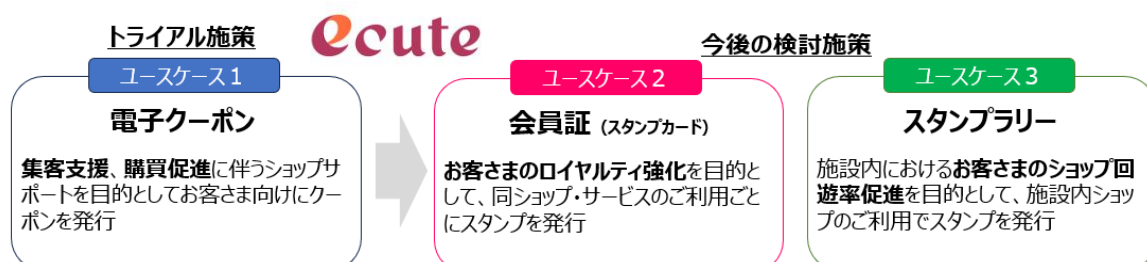 トライアル施策
ecute
今後の検討施策
ユースケース1
電子クーポン
集客支援、購買促進に伴うショップサ
ポートを目的としてお客さま向けにクー
ポンを発行
ユースケース2
会員証 (スタンプカード)
お客さまのロイヤルティ強化を目的と
して、同ショップ・サービスのご利用ごと
にスタンプを発行
ユースケース3
スタンプラリー
施設内におけるお客さまのショップ回
遊率促進を目的として、施設内ショッ
プのご利用でスタンプを発行